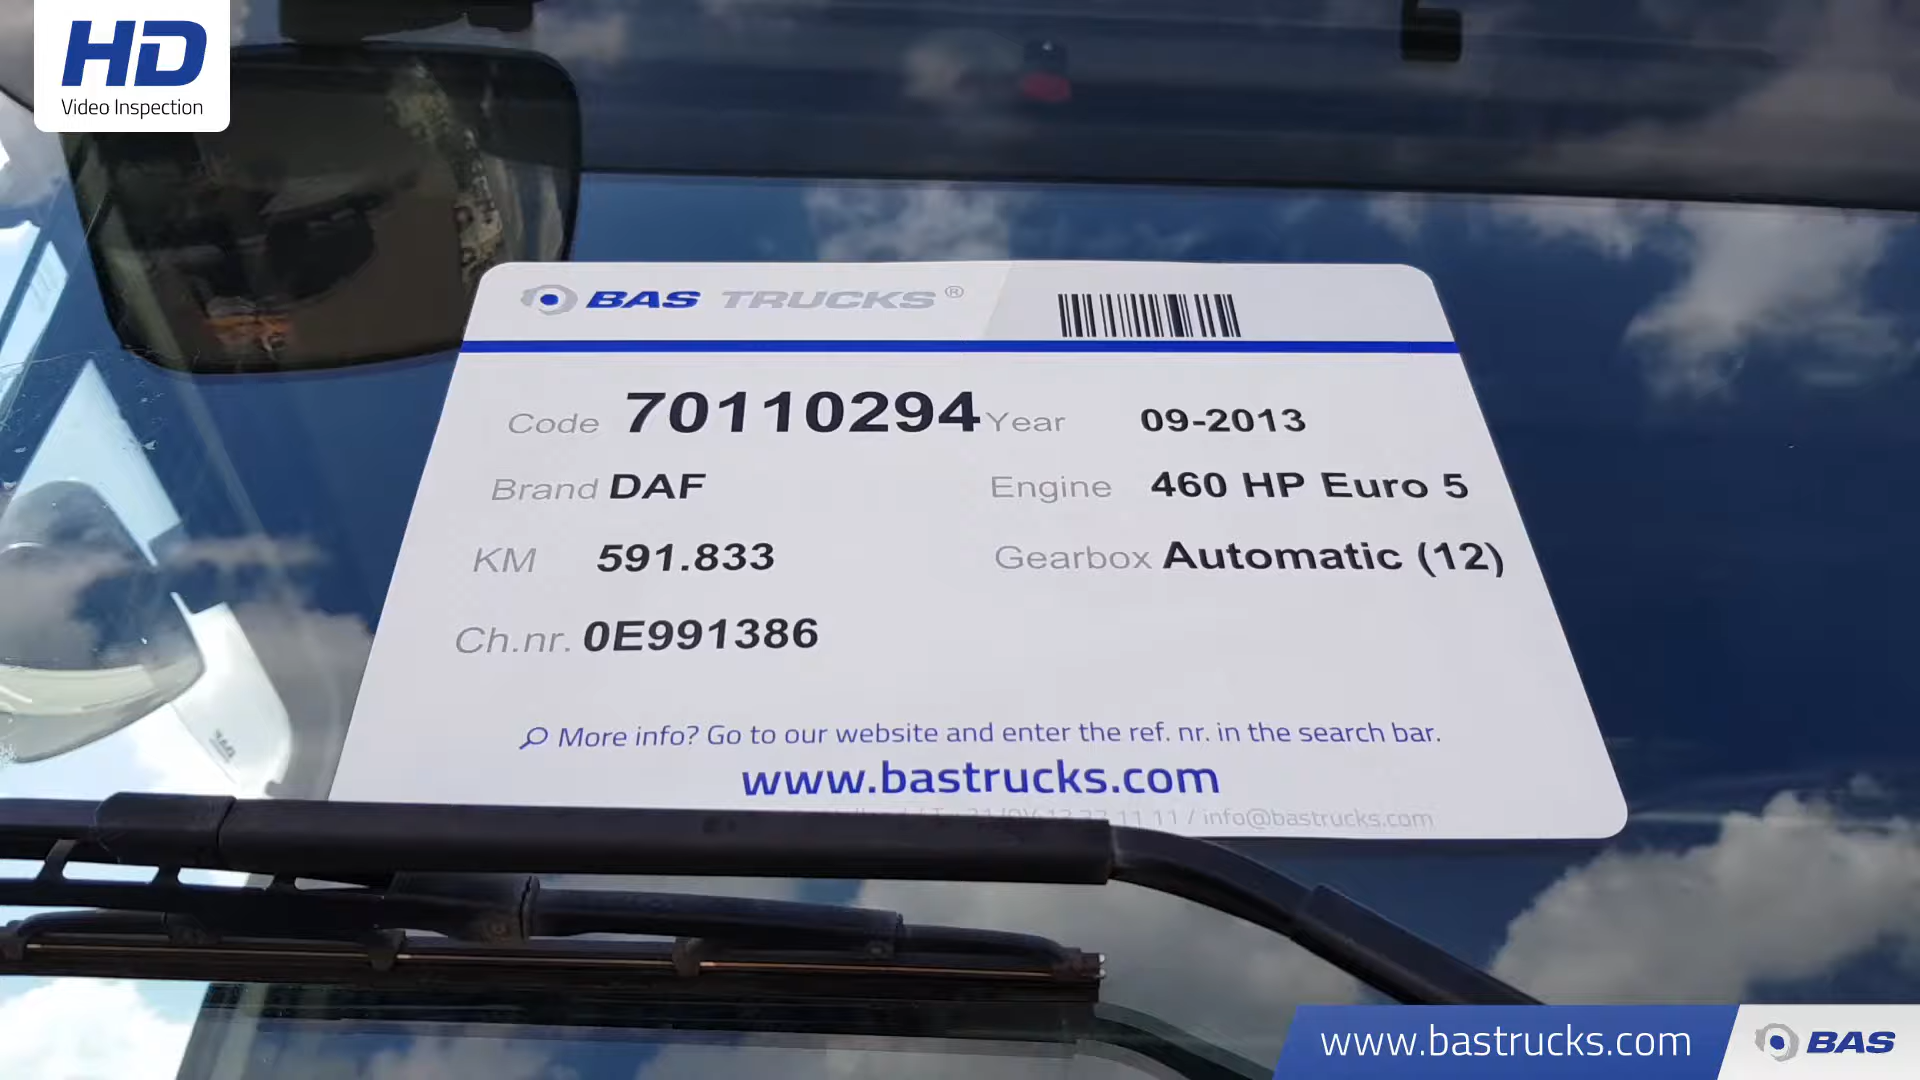 HD
Video Inspection
BAS TRUCKS®
Code 70110294 Year 09-2013
Brand DAF Engine 460 HP Euro 5
KM 591.833 Gearbox Automatic (12)
Ch.nr. 0E991386
More info? Go to our website and enter the ref. nr. in the search bar.
www.bastrucks.com
11 11 / info@bastrucks.com
www.bastrucks.com
BAS